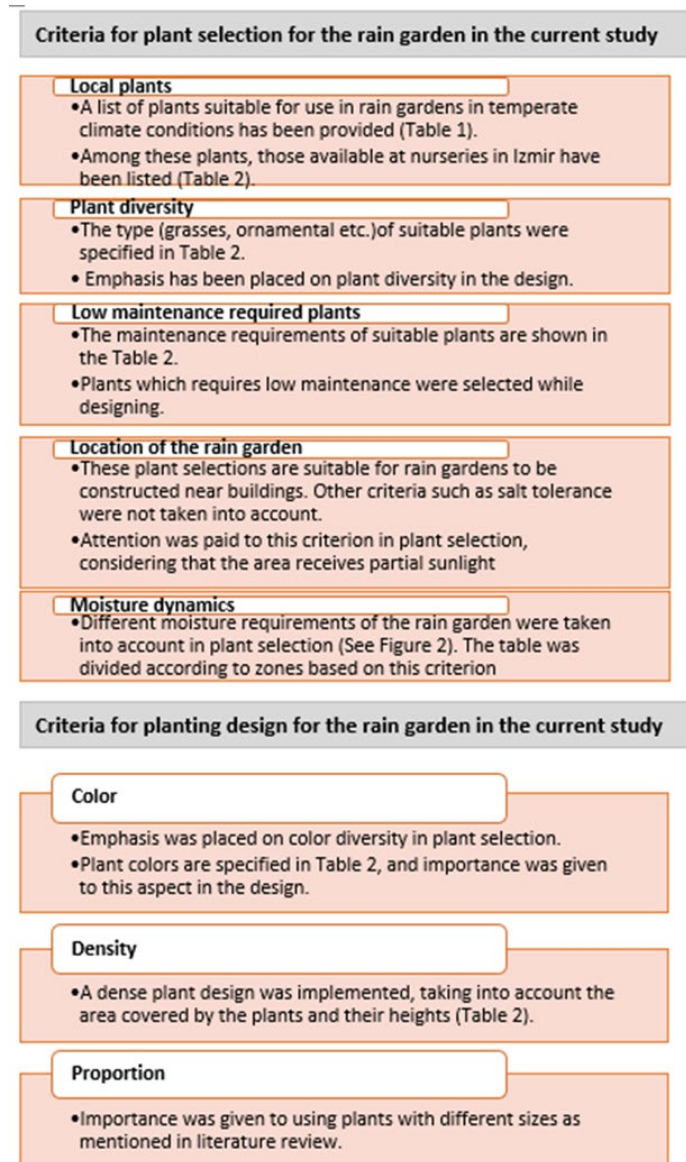 Criteria for plant selection for the rain garden in the current study
Local plants
•A list of plants suitable for use in rain gardens in temperate
climate conditions has been provided (Table 1).
•Among these plants, those available at nurseries in Izmir have
been listed (Table 2).
Plant diversity
•The type (grasses, ornamental etc.)of suitable plants were
specified in Table 2.
• Emphasis has been placed on plant diversity in the design.
Low maintenance required plants
•The maintenance requirements of suitable plants are shown in
the Table 2.
•Plants which requires low maintenance were selected while
designing.
Location of the rain garden
•These plant selections are suitable for rain gardens to be
constructed near buildings. Other criteria such as salt tolerance
were not taken into account.
•Attention was paid to this criterion in plant selection,
considering that the area receives partial sunlight
Moisture dynamics
•Different moisture requirements of the rain garden were taken
into account in plant selection (See Figure 2). The table was
divided according to zones based on this criterion
Criteria for planting design for the rain garden in the current study
Color
•Emphasis was placed on color diversity in plant selection.
•Plant colors are specified in Table 2, and importance was given
to this aspect in the design.
Density
•A dense plant design was implemented, taking into account the
area covered by the plants and their heights (Table 2).
Proportion
•Importance was given to using plants with different sizes as
mentioned in literature review.